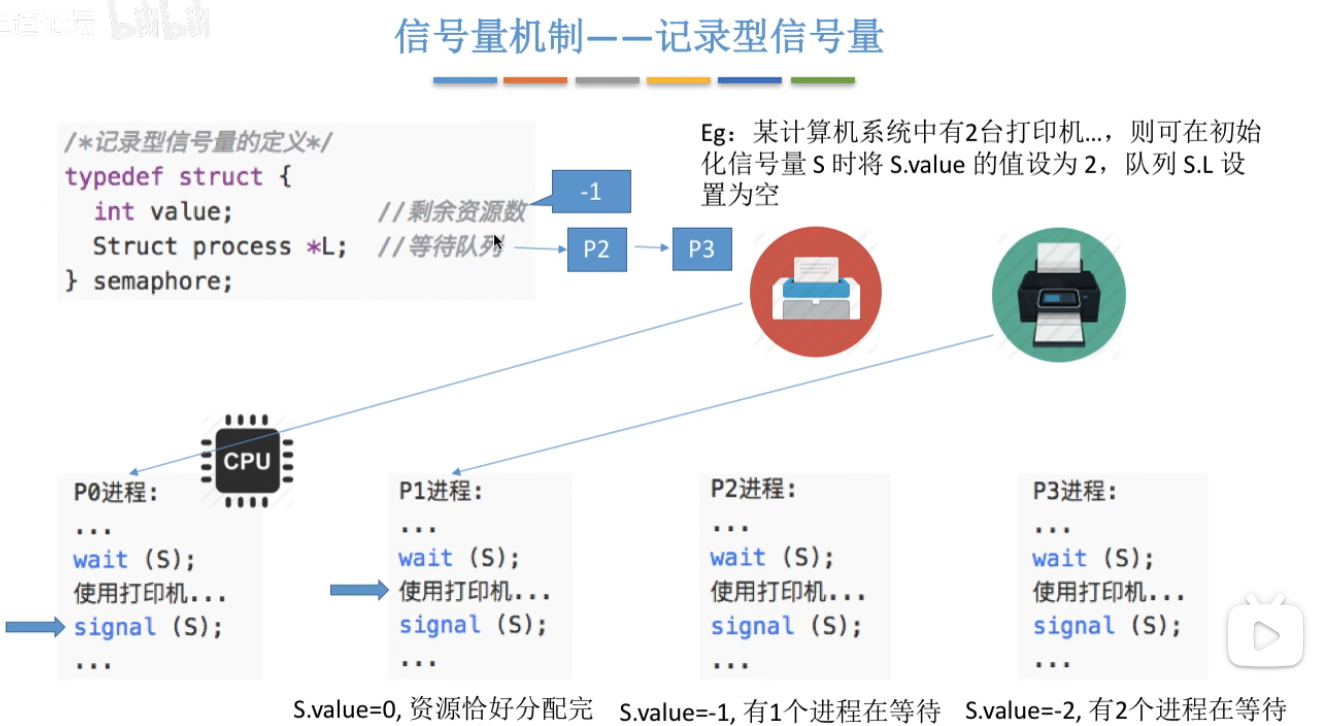 王道论坛 bilibili
信号量机制——记录型信号量
/*记录型信号量的定义*/
typedef struct {
int value; //剩余资源数
Struct process *L; //等待队列
} semaphore;
-1
P2
P3
Eg：某计算机系统中有2台打印机...，则可在初始
化信号量 S 时将 S.value 的值设为 2，队列 S.L 设
置为空
CPU
P0进程:
...
wait (S);
使用打印机...
signal (S);
...
P1进程:
...
wait (S);
使用打印机...
signal (S);
...
P2进程:
...
wait (S);
使用打印机...
signal (S);
...
P3进程:
...
wait (S);
使用打印机...
signal (S);
...
S.value=0, 资源恰好分配完
S.value=-1, 有1个进程在等待
S.value=-2, 有2个进程在等待